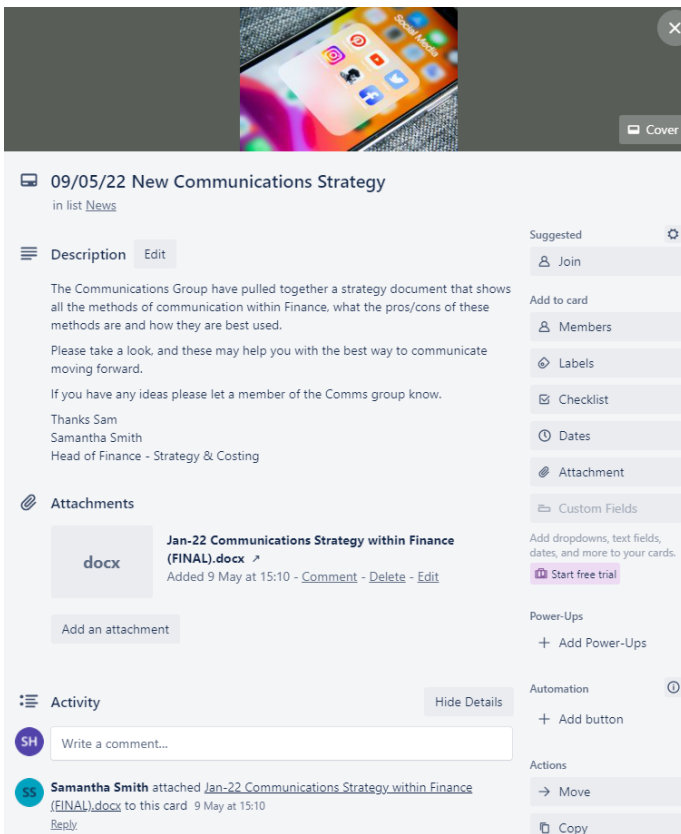 Social Media
Cover
09/05/22 New Communications Strategy
in list News
Description
Edit
The Communications Group have pulled together a strategy document that shows
all the methods of communication within Finance, what the pros/cons of these
methods are and how they are best used.
Please take a look, and these may help you with the best way to communicate
moving forward.
If you have any ideas please let a member of the Comms group know.
Thanks Sam
Samantha Smith
Head of Finance - Strategy & Costing
Attachments
docx
Jan-22 Communications Strategy within Finance
(FINAL).docx ↗
Added 9 May at 15:10 - Comment - Delete - Edit
Add an attachment
Activity
Hide Details
SH
Write a comment...
SS
Samantha Smith attached Jan-22 Communications Strategy within Finance
(FINAL).docx to this card 9 May at 15:10
Reply
Suggested
Join
Add to card
Members
Labels
Checklist
Dates
Attachment
Custom Fields
Add dropdowns, text fields,
dates, and more to your cards.
Start free trial
Power-Ups
+ Add Power-Ups
Automation
+ Add button
Actions
→ Move
Copy